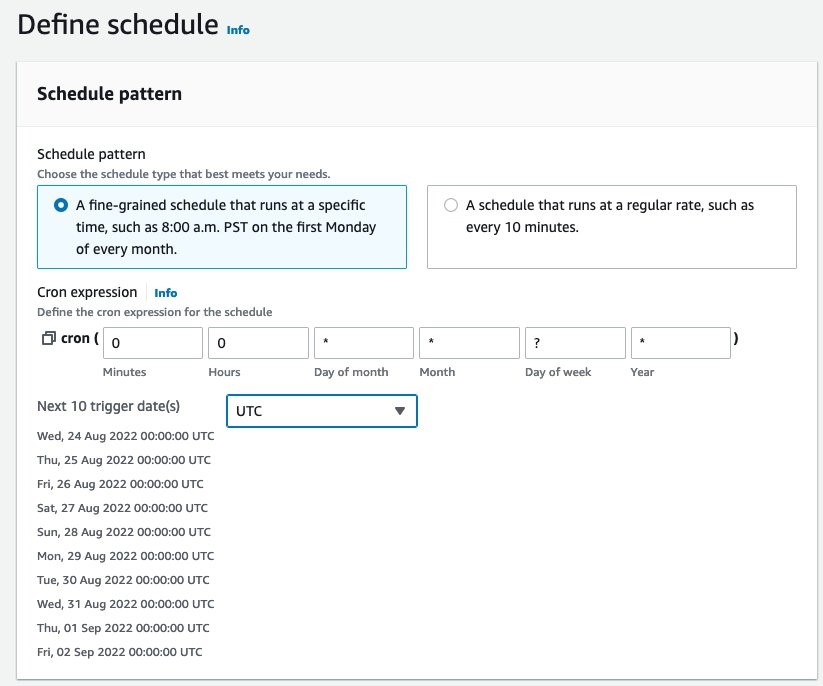 Define schedule Info
Schedule pattern
Schedule pattern
Choose the schedule type that best meets your needs.
A fine-grained schedule that runs at a specific
time, such as 8:00 a.m. PST on the first Monday
of every month.
A schedule that runs at a regular rate, such as
every 10 minutes.
Cron expression Info
Define the cron expression for the schedule
cron ( 0 0 * * ? * )
Minutes Hours Day of month Month Day of week Year
Next 10 trigger date(s) UTC
Wed, 24 Aug 2022 00:00:00 UTC
Thu, 25 Aug 2022 00:00:00 UTC
Fri, 26 Aug 2022 00:00:00 UTC
Sat, 27 Aug 2022 00:00:00 UTC
Sun, 28 Aug 2022 00:00:00 UTC
Mon, 29 Aug 2022 00:00:00 UTC
Tue, 30 Aug 2022 00:00:00 UTC
Wed, 31 Aug 2022 00:00:00 UTC
Thu, 01 Sep 2022 00:00:00 UTC
Fri, 02 Sep 2022 00:00:00 UTC